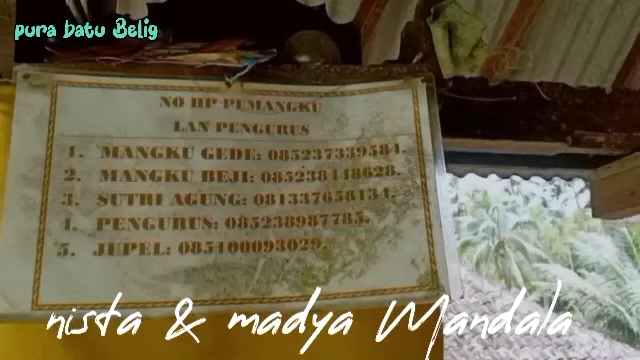 pura batu Belig
NO HP PEMANGKU
LAN PENGURUS
1. MANGKU GEDE: 085237339584.
2. MANGKU BEJI: 085238448628.
3. SUTRI AGUNG: 081337658134.
4. PENGURUS: 085238987785.
5. JUPEL: 085100093029.
nista & madya Mandala